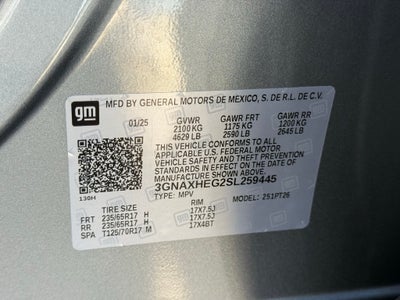 gm
MFD BY GENERAL MOTORS DE MEXICO, S. DE R.L. DE C.V.
01/25 GVWR GAWR FRT GAWR RR
2100 KG 1175 KG 1200 KG
4629 LB 2590 LB 2645 LB
THIS VEHICLE CONFORMS TO ALL
APPLICABLE U.S. FEDERAL MOTOR
VEHICLE SAFETY AND THEFT PREVENTION
STANDARDS IN EFFECT ON THE DATE OF
MANUFACTURE SHOWN ABOVE.
3GNAXHEG2SL259445
130H TYPE: MPV MODEL: 2S1PT26
TIRE SIZE RIM
FRT 235/65R17 H 17X7.5J
RR 235/65R17 H 17X7.5J
SPA T125/70R17 M 17X4BT